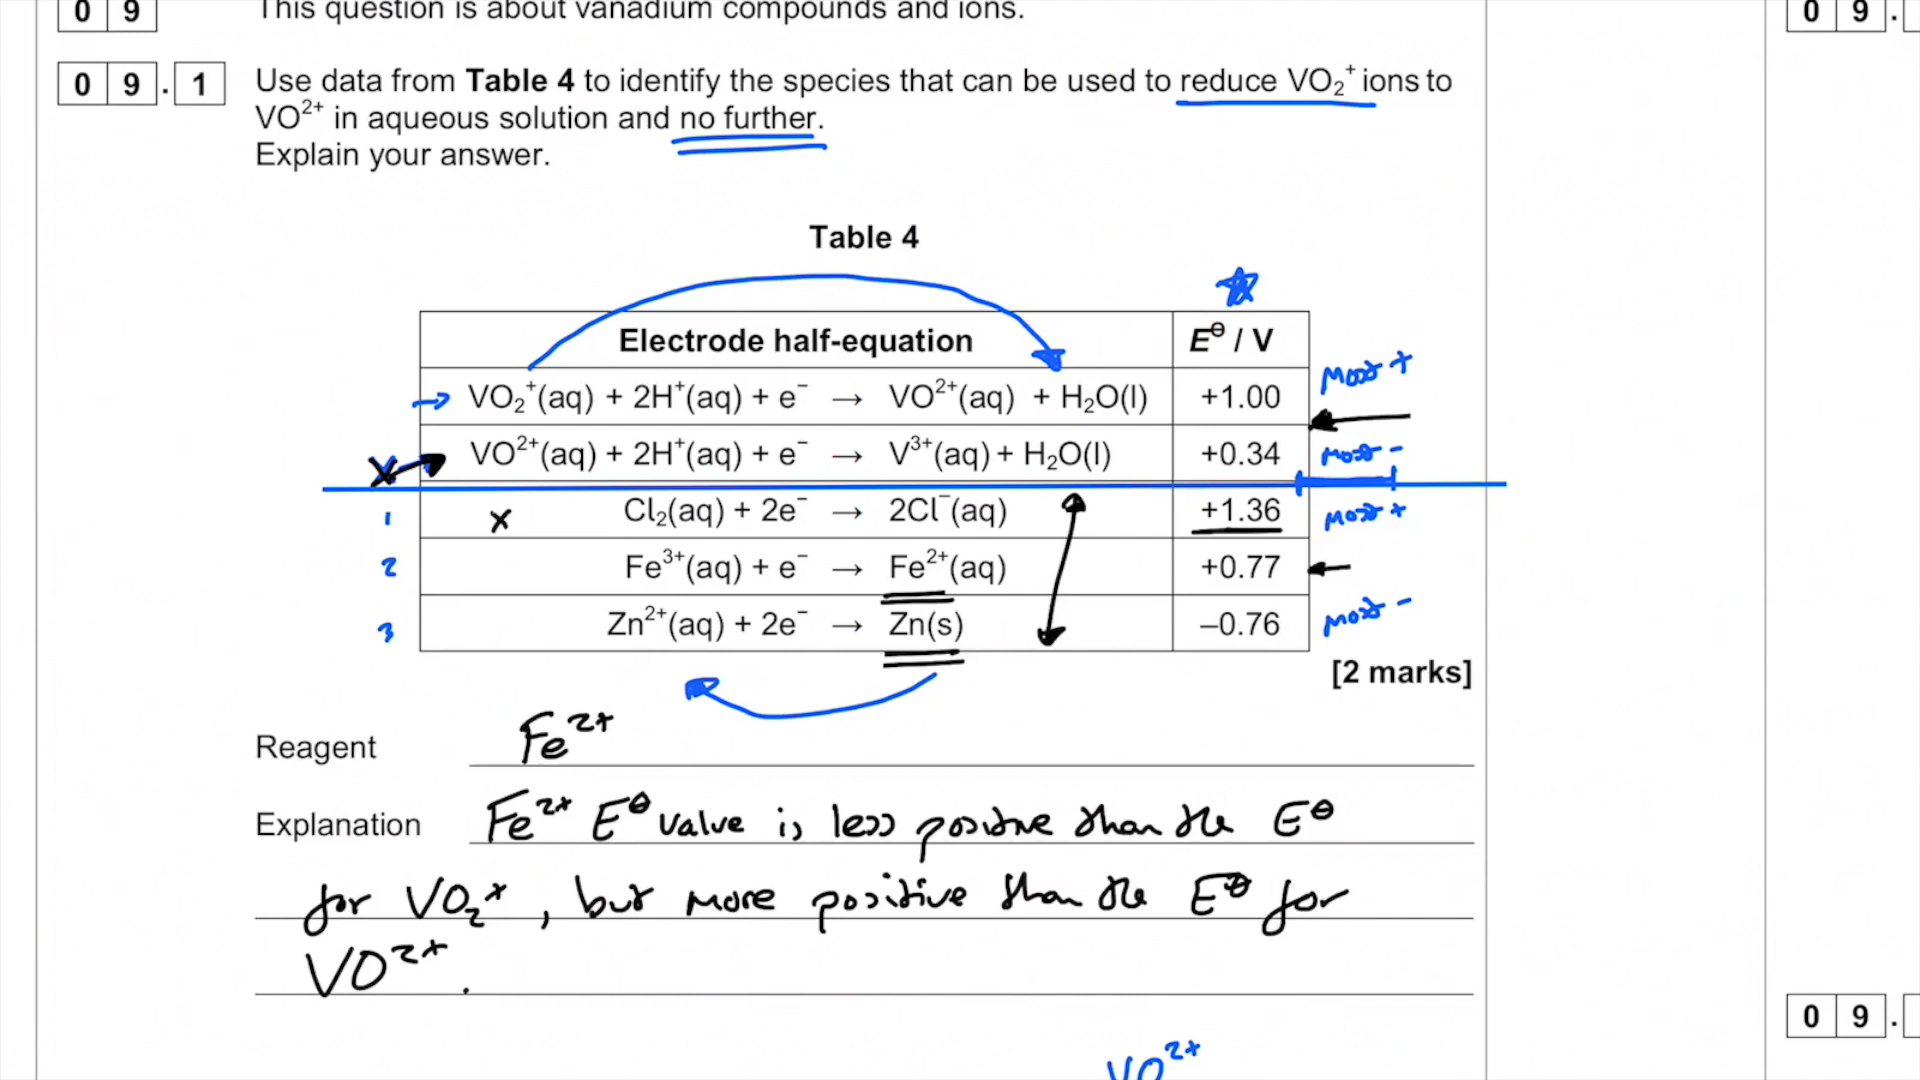 0 9 This question is about vanadium compounds and ions. 0 9 .
0 9 . 1 Use data from Table 4 to identify the species that can be used to reduce VO₂⁺ ions to
VO²⁺ in aqueous solution and no further.
Explain your answer.
Table 4
Electrode half-equation E⊖ / V
VO₂⁺(aq) + 2H⁺(aq) + e⁻ → VO²⁺(aq) + H₂O(l) +1.00 most +
VO²⁺(aq) + 2H⁺(aq) + e⁻ → V³⁺(aq) + H₂O(l) +0.34 most -
1 x Cl₂(aq) + 2e⁻ → 2Cl⁻(aq) +1.36 most +
2 Fe³⁺(aq) + e⁻ → Fe²⁺(aq) +0.77
3 Zn²⁺(aq) + 2e⁻ → Zn(s) –0.76 most -
[2 marks]
Reagent Fe²⁺
Explanation Fe²⁺ E⊖ value is less positive than the E⊖
for VO₂⁺, but more positive than the E⊖ for
VO²⁺.
0 9 .
VO²⁺